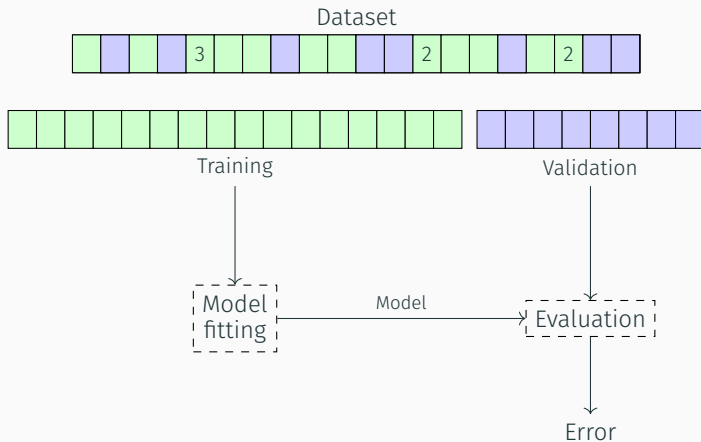 Dataset
3 2 2
Training Validation
Model
fitting
Model
Evaluation
Error